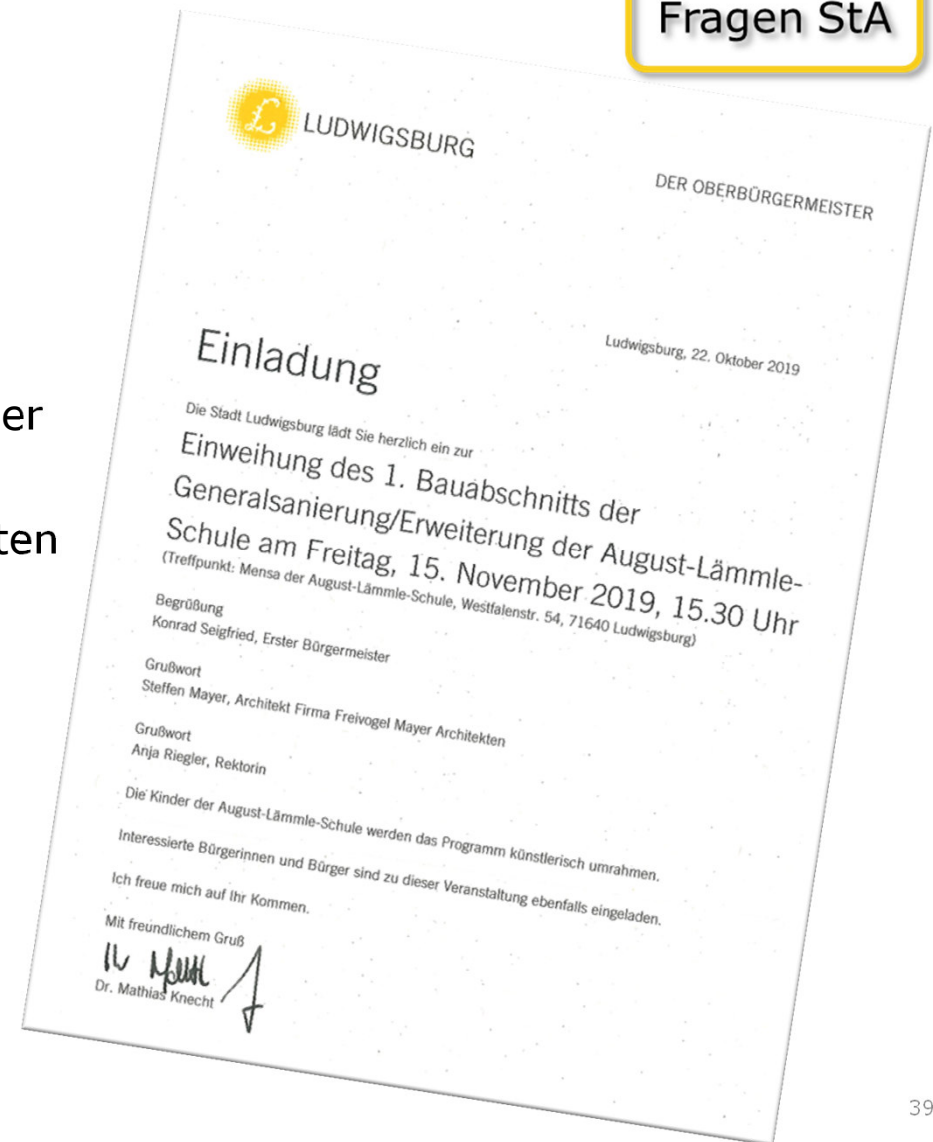 Fragen StA
LUDWIGSBURG
DER OBERBÜRGERMEISTER
Ludwigsburg, 22. Oktober 2019
Einladung
Die Stadt Ludwigsburg lädt Sie herzlich ein zur
Einweihung des 1. Bauabschnitts der
Generalsanierung/Erweiterung der August-Lämmle-
Schule am Freitag, 15. November 2019, 15.30 Uhr
(Treffpunkt: Mensa der August-Lämmle-Schule, Westfalenstr. 54, 71640 Ludwigsburg)
Begrüßung
Konrad Seigfried, Erster Bürgermeister
Grußwort
Steffen Mayer, Architekt Firma Freivogel Mayer Architekten
Grußwort
Anja Riegler, Rektorin
Die Kinder der August-Lämmle-Schule werden das Programm künstlerisch umrahmen.
Interessierte Bürgerinnen und Bürger sind zu dieser Veranstaltung ebenfalls eingeladen.
Ich freue mich auf Ihr Kommen.
Mit freundlichem Gruß
Dr. Mathias Knecht
er
ten
39